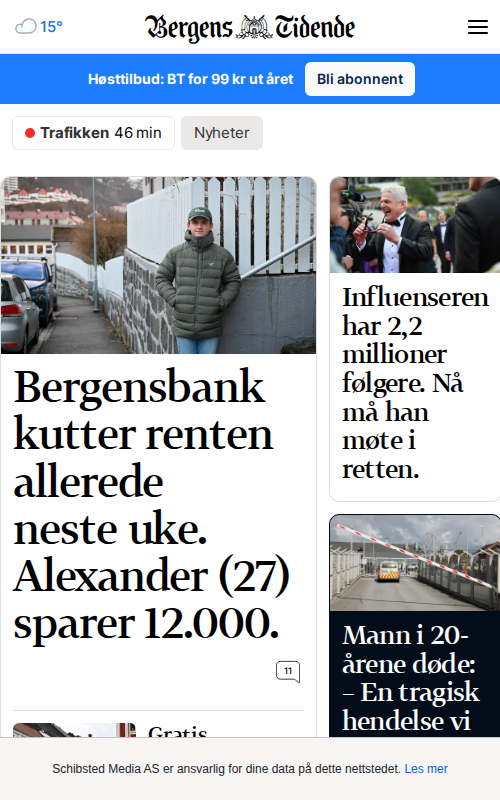 15°
Bergens Tidende
Høsttilbud: BT for 99 kr ut året
Bli abonnent
Trafikken 46 min
Nyheter
Bergensbank
kutter renten
allerede
neste uke.
Alexander (27)
sparer 12.000.
11
Gratis
Influenseren
har 2,2
millioner
følgere. Nå
må han
møte i
retten.
Mann i 20-
årene døde:
– En tragisk
hendelse vi
Schibsted Media AS er ansvarlig for dine data på dette nettstedet. Les mer